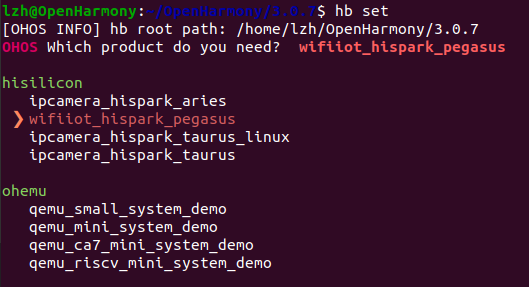 lzh@OpenHarmony:~/OpenHarmony/3.0.7$ hb set
[OHOS INFO] hb root path: /home/lzh/OpenHarmony/3.0.7
OHOS Which product do you need?  wifiiot_hispark_pegasus
hisilicon
ipcamera_hispark_aries
❯ wifiiot_hispark_pegasus
ipcamera_hispark_taurus_linux
ipcamera_hispark_taurus
ohemu
qemu_small_system_demo
qemu_mini_system_demo
qemu_ca7_mini_system_demo
qemu_riscv_mini_system_demo